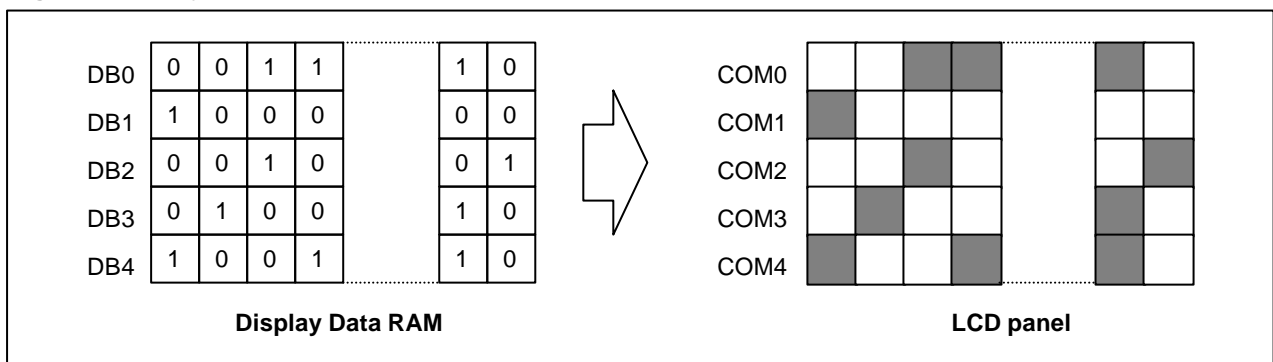 DB0 0 0 1 1 1 0 COM0
DB1 1 0 0 0 0 0 COM1
DB2 0 0 1 0 0 1 COM2
DB3 0 1 0 0 1 0 COM3
DB4 1 0 0 1 1 0 COM4
Display Data RAM LCD panel